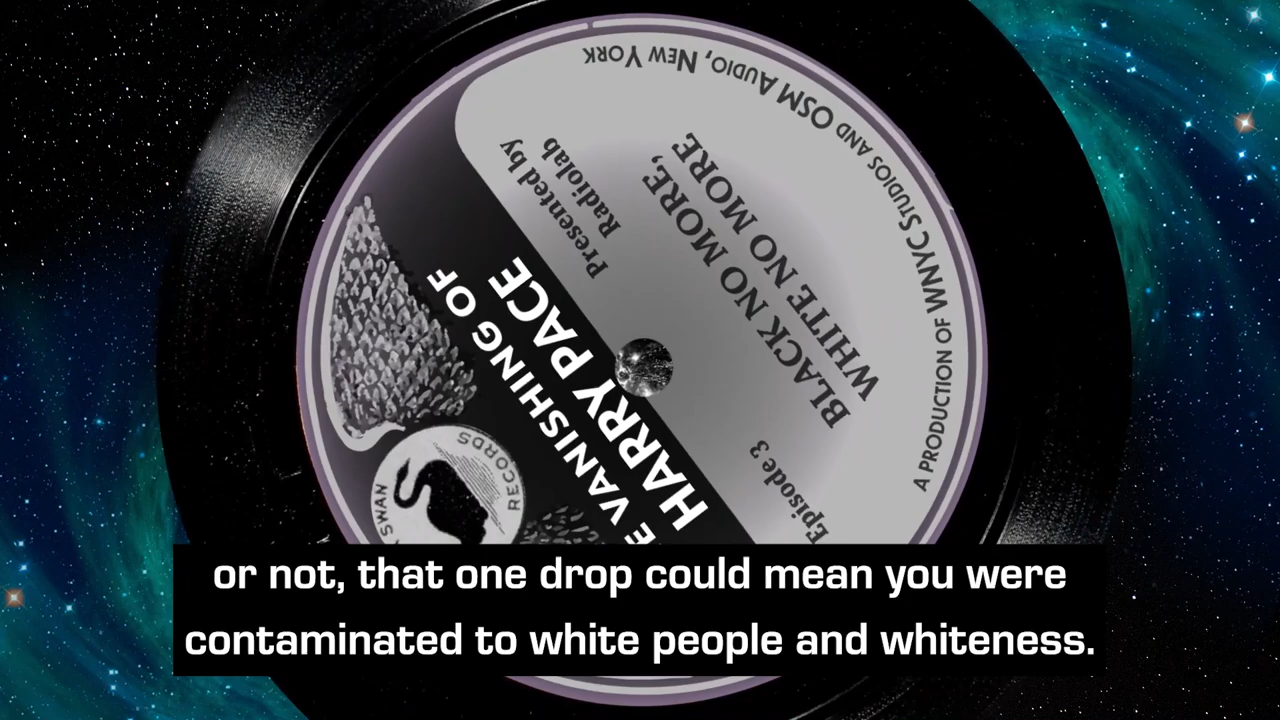 A PRODUCTION OF WNYC STUDIOS AND OSM AUDIO, NEW YORK
Presented by
Radiolab
BLACK NO MORE,
WHITE NO MORE
Episode 3
VANISHING OF
HARRY PACE
SWAN
RECORDS
or not, that one drop could mean you were
contaminated to white people and whiteness.